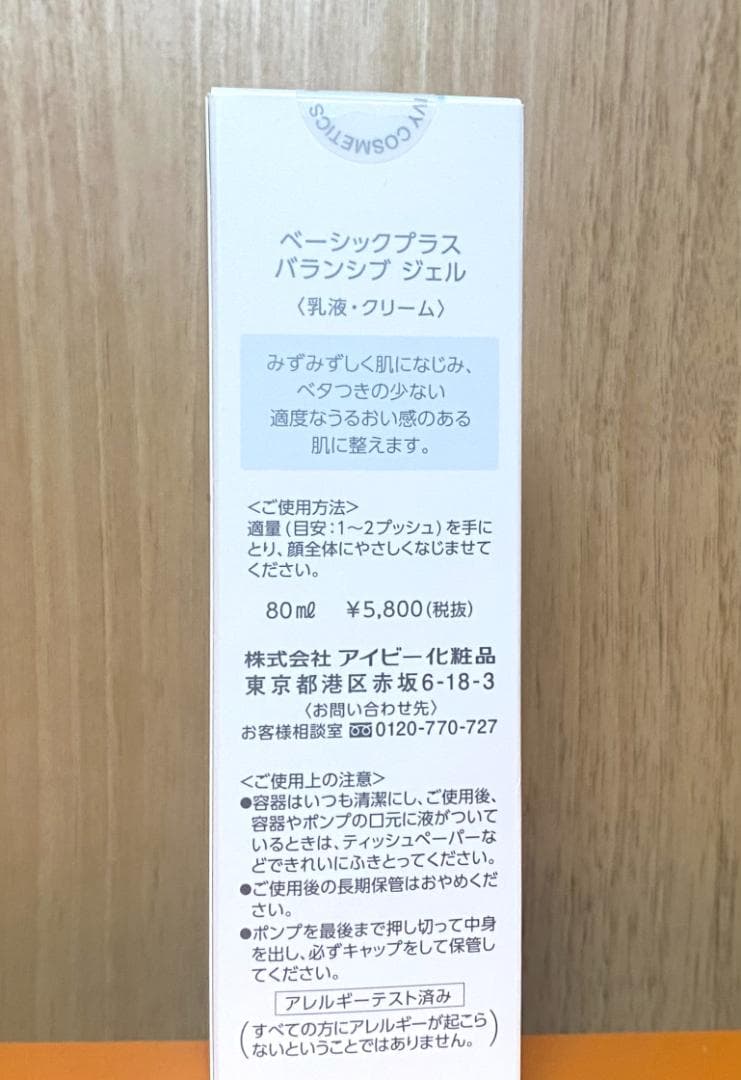 IVY COSMETICS
ベーシックプラス
バランシブ ジェル
〈乳液・クリーム〉
みずみずしく肌になじみ、
ベタつきの少ない
適度なうるおい感のある
肌に整えます。
<ご使用方法>
適量(目安:1〜2プッシュ)を手に
とり、顔全体にやさしくなじませて
ください。
80㎖ ¥5,800(税抜)
株式会社 アイビー化粧品
東京都港区赤坂6-18-3
〈お問い合わせ先〉
お客様相談室 0120-770-727
<ご使用上の注意>
●容器はいつも清潔にし、ご使用後、
容器やポンプの口元に液がついて
いるときは、ティッシュペーパーな
どできれいにふきとってください。
●ご使用後の長期保管はおやめくだ
さい。
●ポンプを最後まで押し切って中身
を出し、必ずキャップをして保管し
てください。
アレルギーテスト済み
(すべての方にアレルギーが起こら
ないということではありません。)